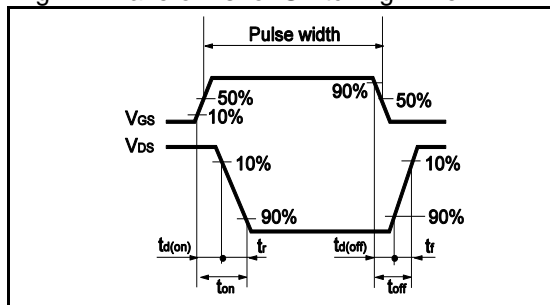 Pulse width
90%
50%
50%
10%
VGS
VDS
10%
10%
90%
90%
td(on)
tr
td(off)
tf
ton
toff